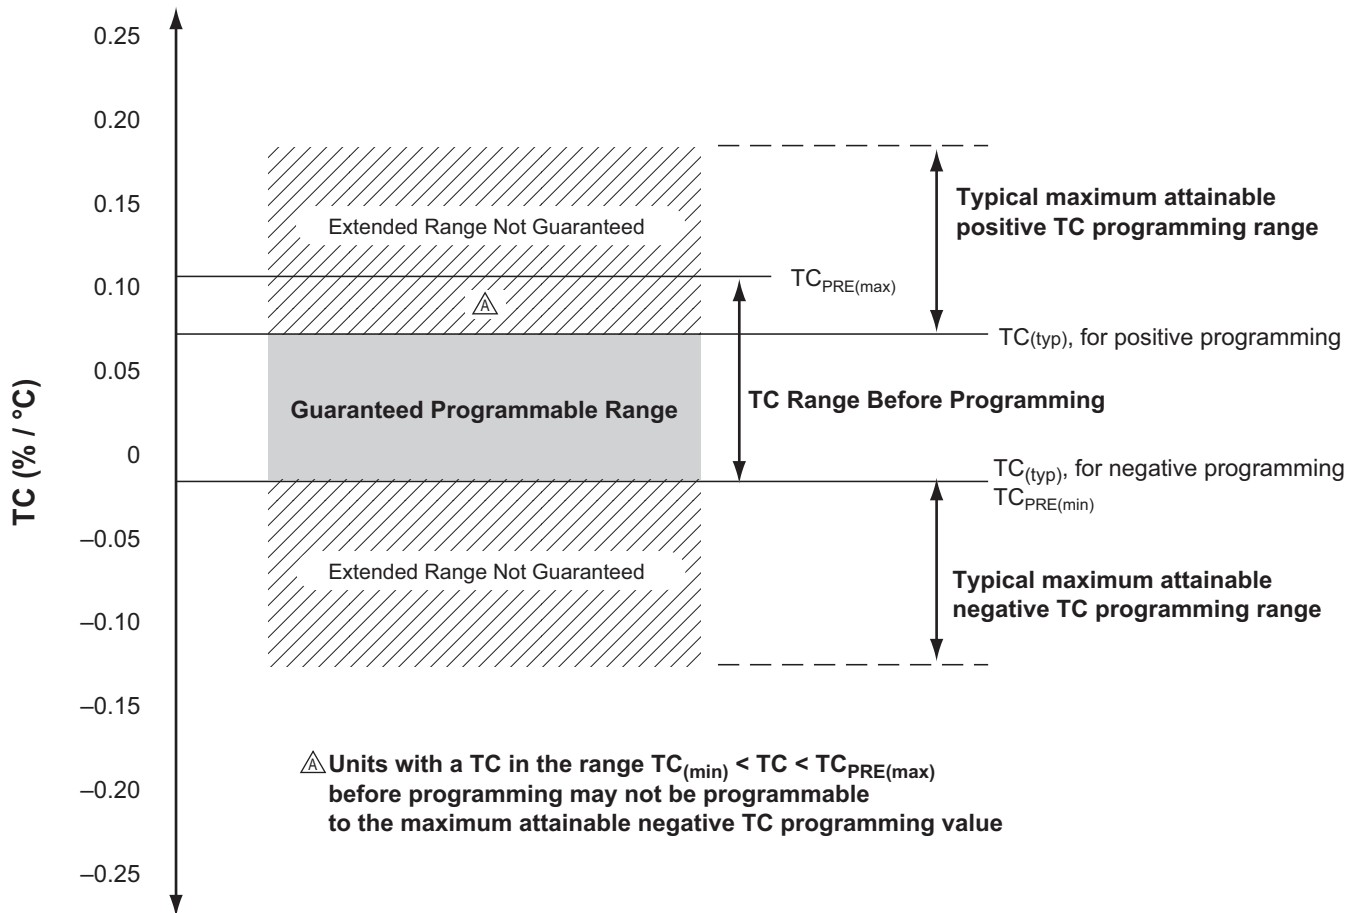 0.25
0.20
0.15
0.10
0.05
0
–0.05
–0.10
–0.15
–0.20
–0.25
TC (% / °C)
Extended Range Not Guaranteed
A
Guaranteed Programmable Range
Extended Range Not Guaranteed
Typical maximum attainable
positive TC programming range
TCPRE(max)
TC(typ), for positive programming
TC Range Before Programming
TC(typ), for negative programming
TCPRE(min)
Typical maximum attainable
negative TC programming range
A Units with a TC in the range TC(min) < TC < TCPRE(max)
before programming may not be programmable
to the maximum attainable negative TC programming value